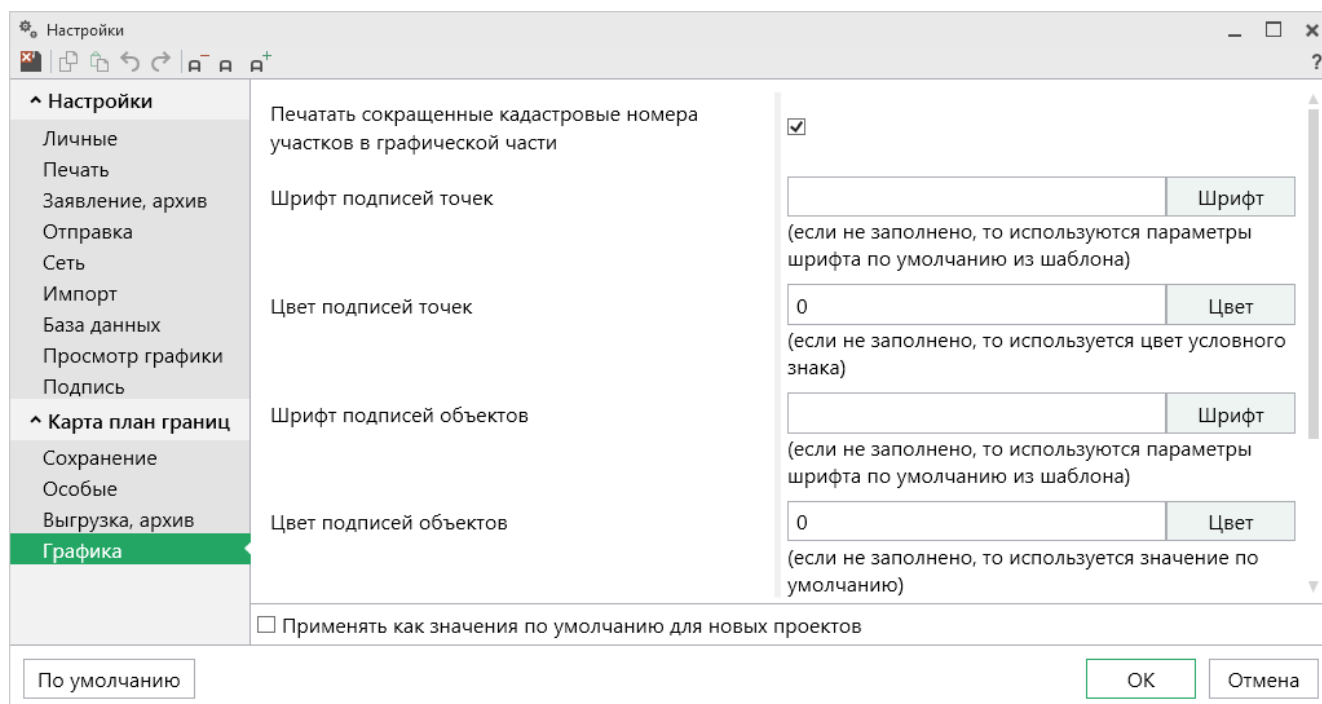 Настройки
?
Настройки
Личные
Печать
Заявление, архив
Отправка
Сеть
Импорт
База данных
Просмотр графики
Подпись
Карта план границ
Сохранение
Особые
Выгрузка, архив
Графика
Печатать сокращенные кадастровые номера
участков в графической части
Шрифт подписей точек
Шрифт
(если не заполнено, то используются параметры
шрифта по умолчанию из шаблона)
Цвет подписей точек
0
Цвет
(если не заполнено, то используется цвет условного
знака)
Шрифт подписей объектов
Шрифт
(если не заполнено, то используются параметры
шрифта по умолчанию из шаблона)
Цвет подписей объектов
0
Цвет
(если не заполнено, то используется значение по
умолчанию)
Применять как значения по умолчанию для новых проектов
По умолчанию
ОК
Отмена